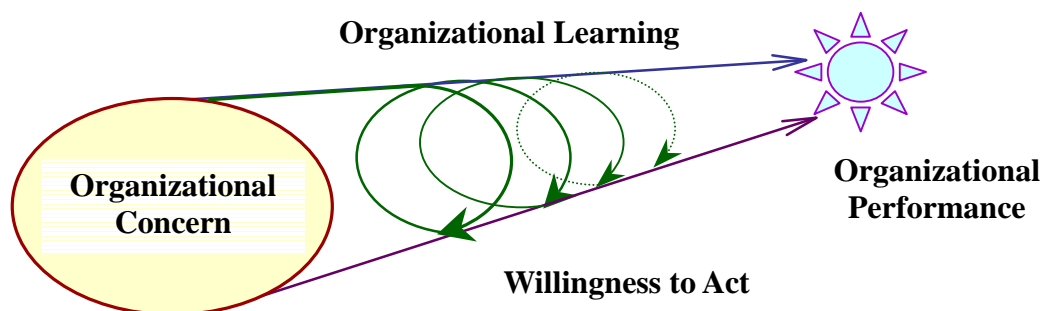 Organizational Learning
Organizational
Concern
Organizational
Performance
Willingness to Act